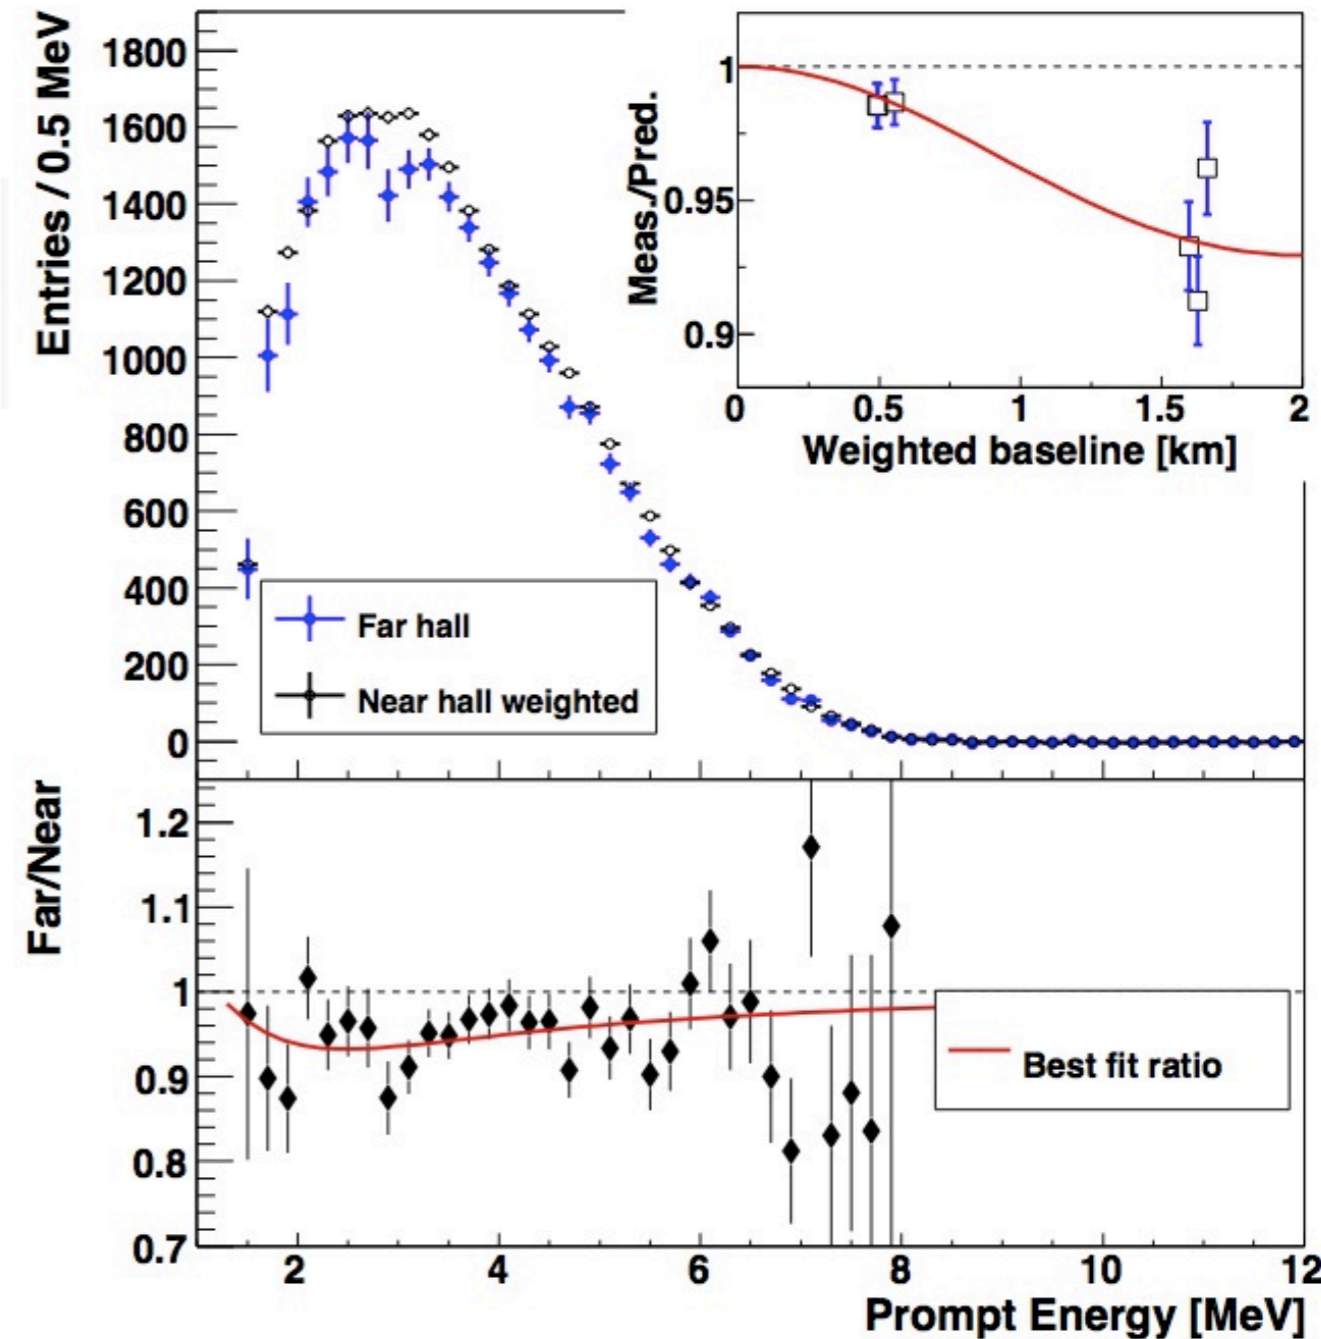 Entries / 0.5 MeV
1800
1600
1400
1200
1000
800
600
400
200
0
Far hall
Near hall weighted
Meas./Pred.
1
0.95
0.9
0 0.5 1 1.5 2
Weighted baseline [km]
Far/Near
1.2
1.1
1
0.9
0.8
0.7
Best fit ratio
2 4 6 8 10 12
Prompt Energy [MeV]